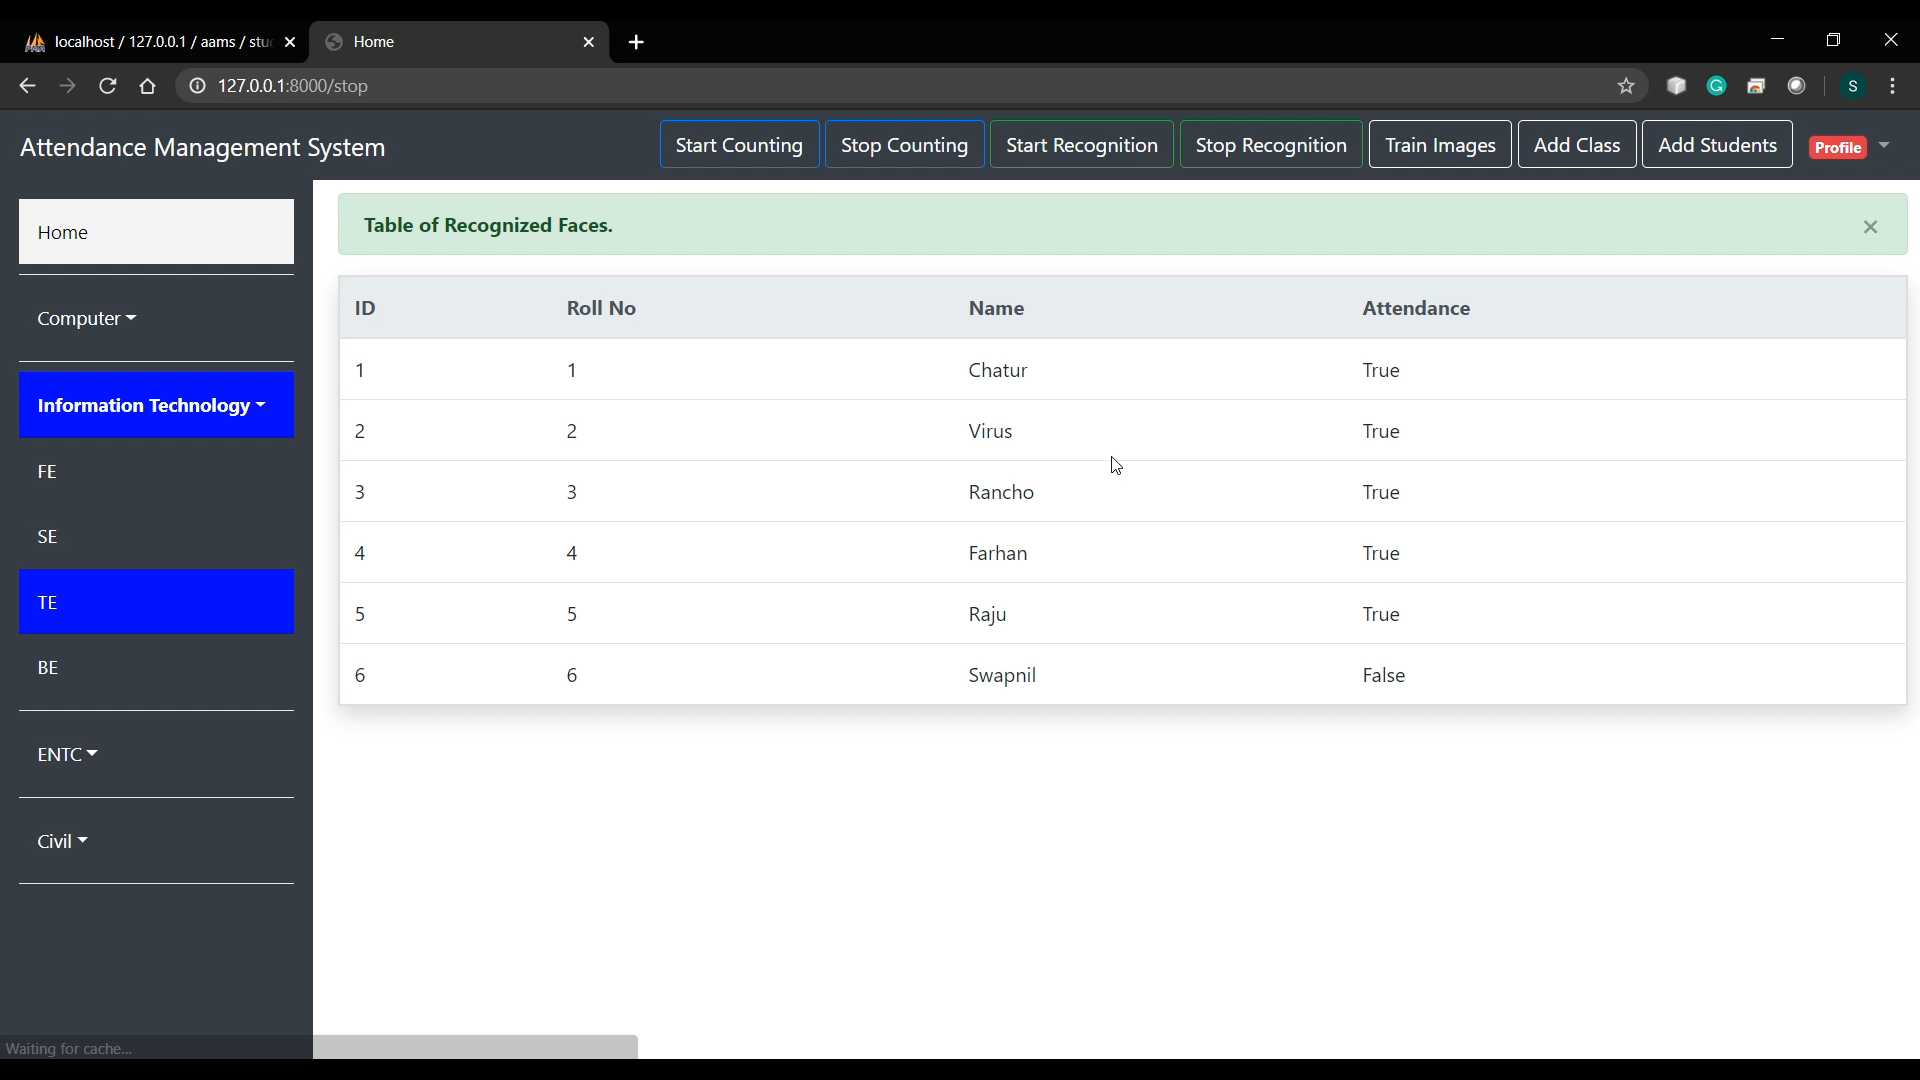 localhost / 127.0.0.1 / aams / stu
Home
127.0.0.1:8000/stop
S
Attendance Management System
Start Counting
Stop Counting
Start Recognition
Stop Recognition
Train Images
Add Class
Add Students
Profile
Home
Computer
Information Technology
FE
SE
TE
BE
ENTC
Civil
Table of Recognized Faces.
ID Roll No Name Attendance
1 1 Chatur True
2 2 Virus True
3 3 Rancho True
4 4 Farhan True
5 5 Raju True
6 6 Swapnil False
Waiting for cache...